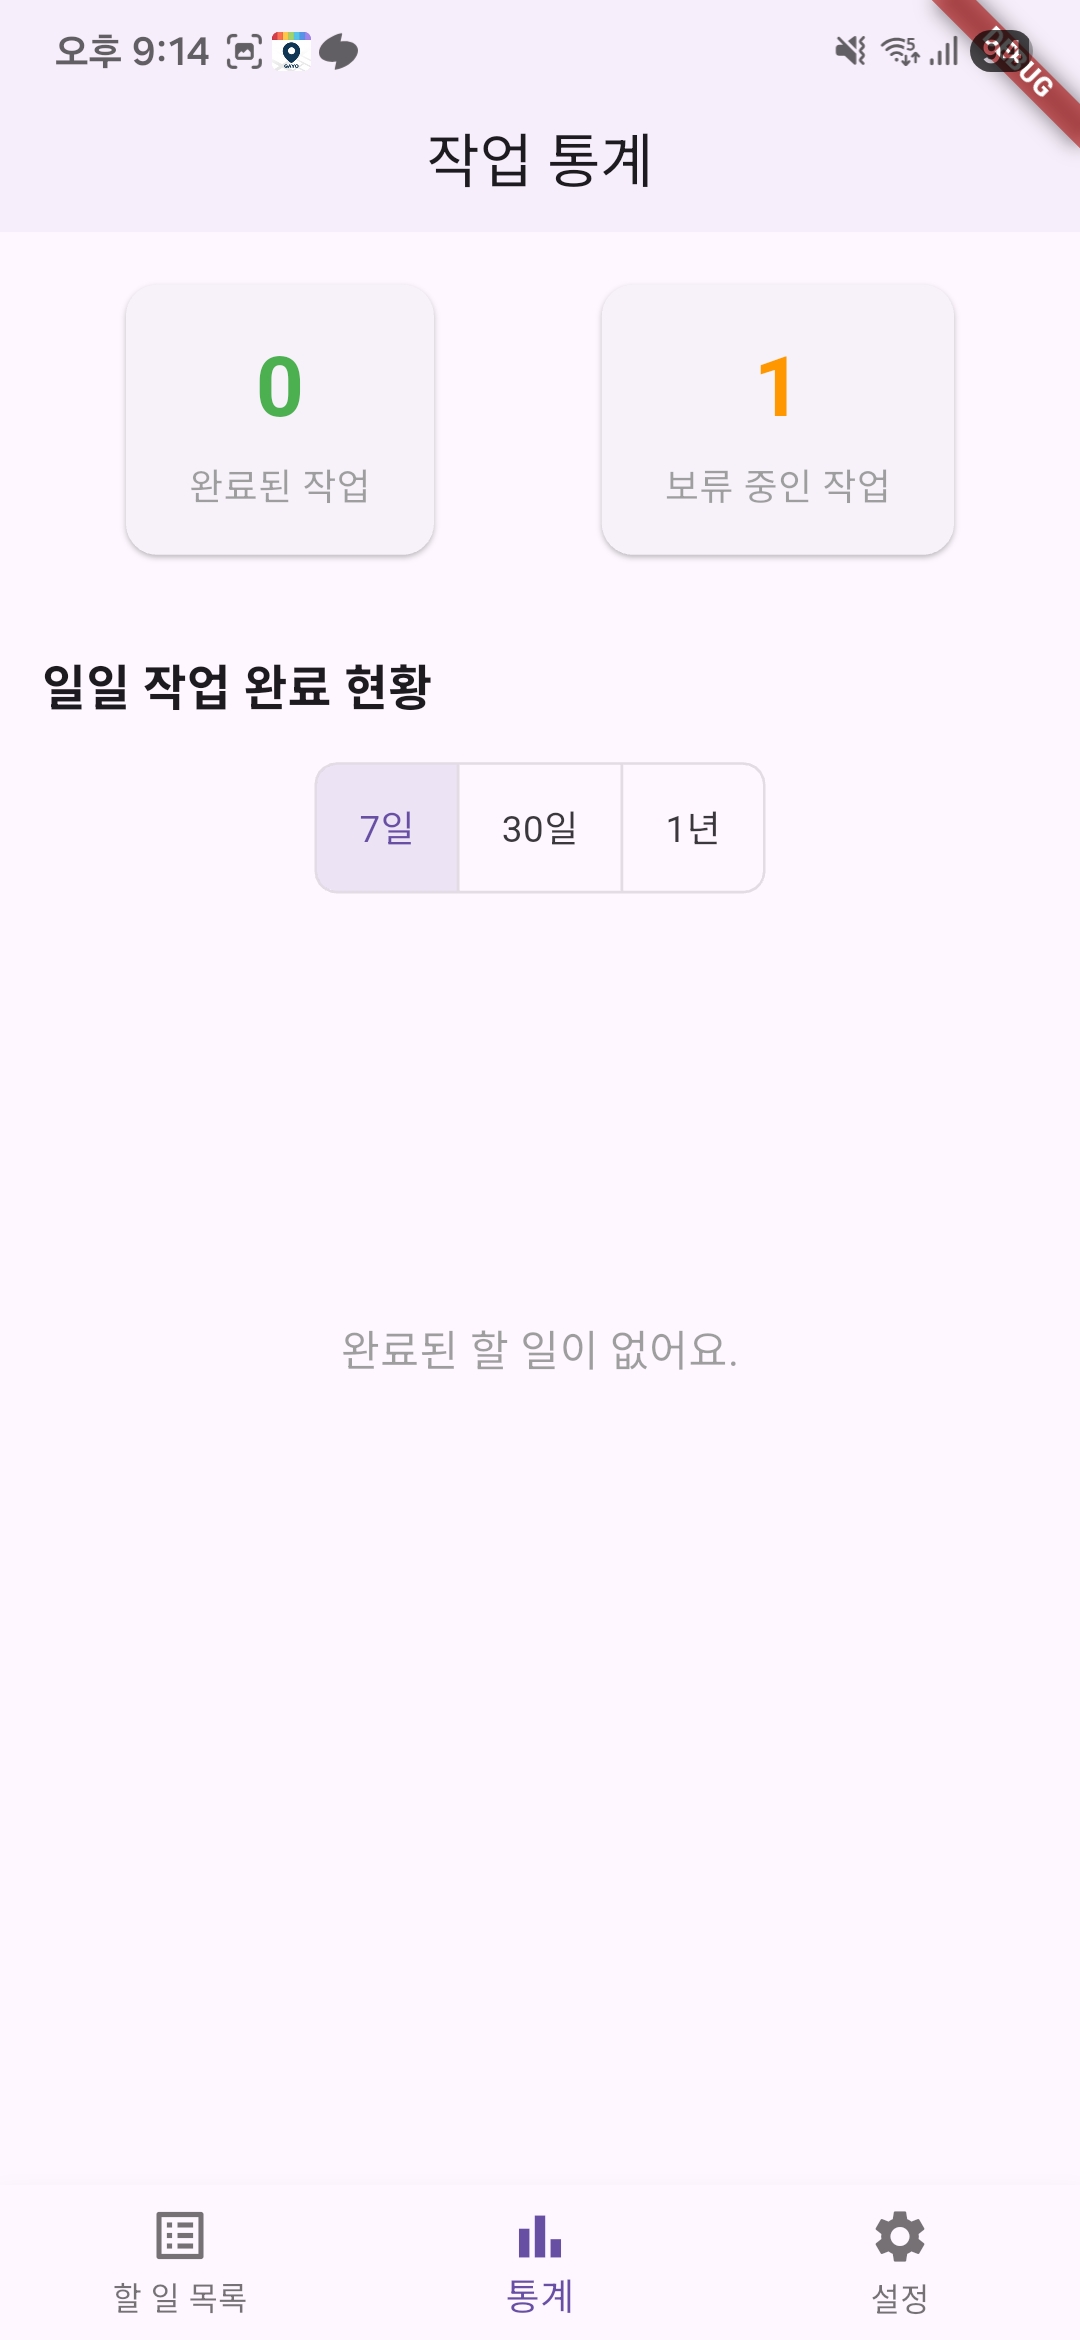 오후 9:14
작업 통계
0
완료된 작업
1
보류 중인 작업
일일 작업 완료 현황
7일
30일
1년
완료된 할 일이 없어요.
할 일 목록
통계
설정